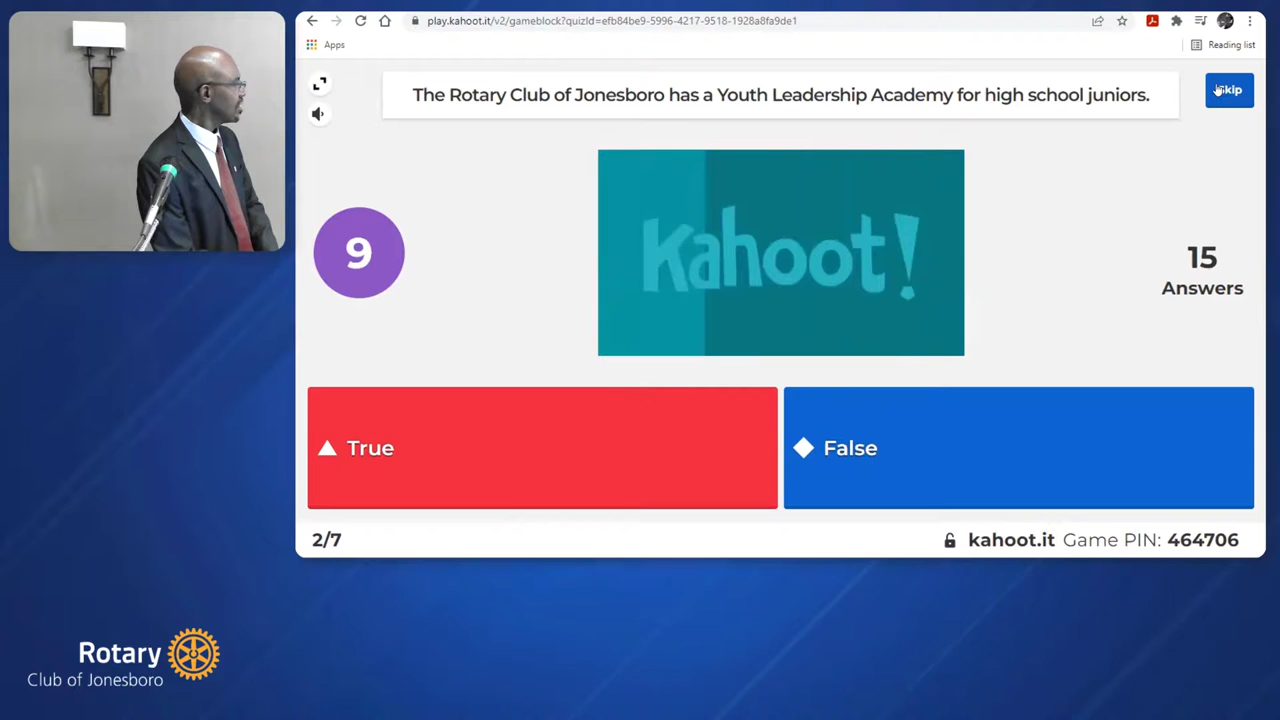 play.kahoot.it/v2/gameblock?quizId=efb84be9-5996-4217-9518-1928a8fa9de1
Apps
Reading list
The Rotary Club of Jonesboro has a Youth Leadership Academy for high school juniors.
Skip
9
Kahoot!
15
Answers
True
False
2/7
kahoot.it Game PIN: 464706
Rotary
Club of Jonesboro